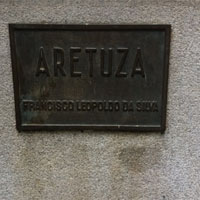 ARETUZA
FRANCISCO LEOPOLDO DA SILVA